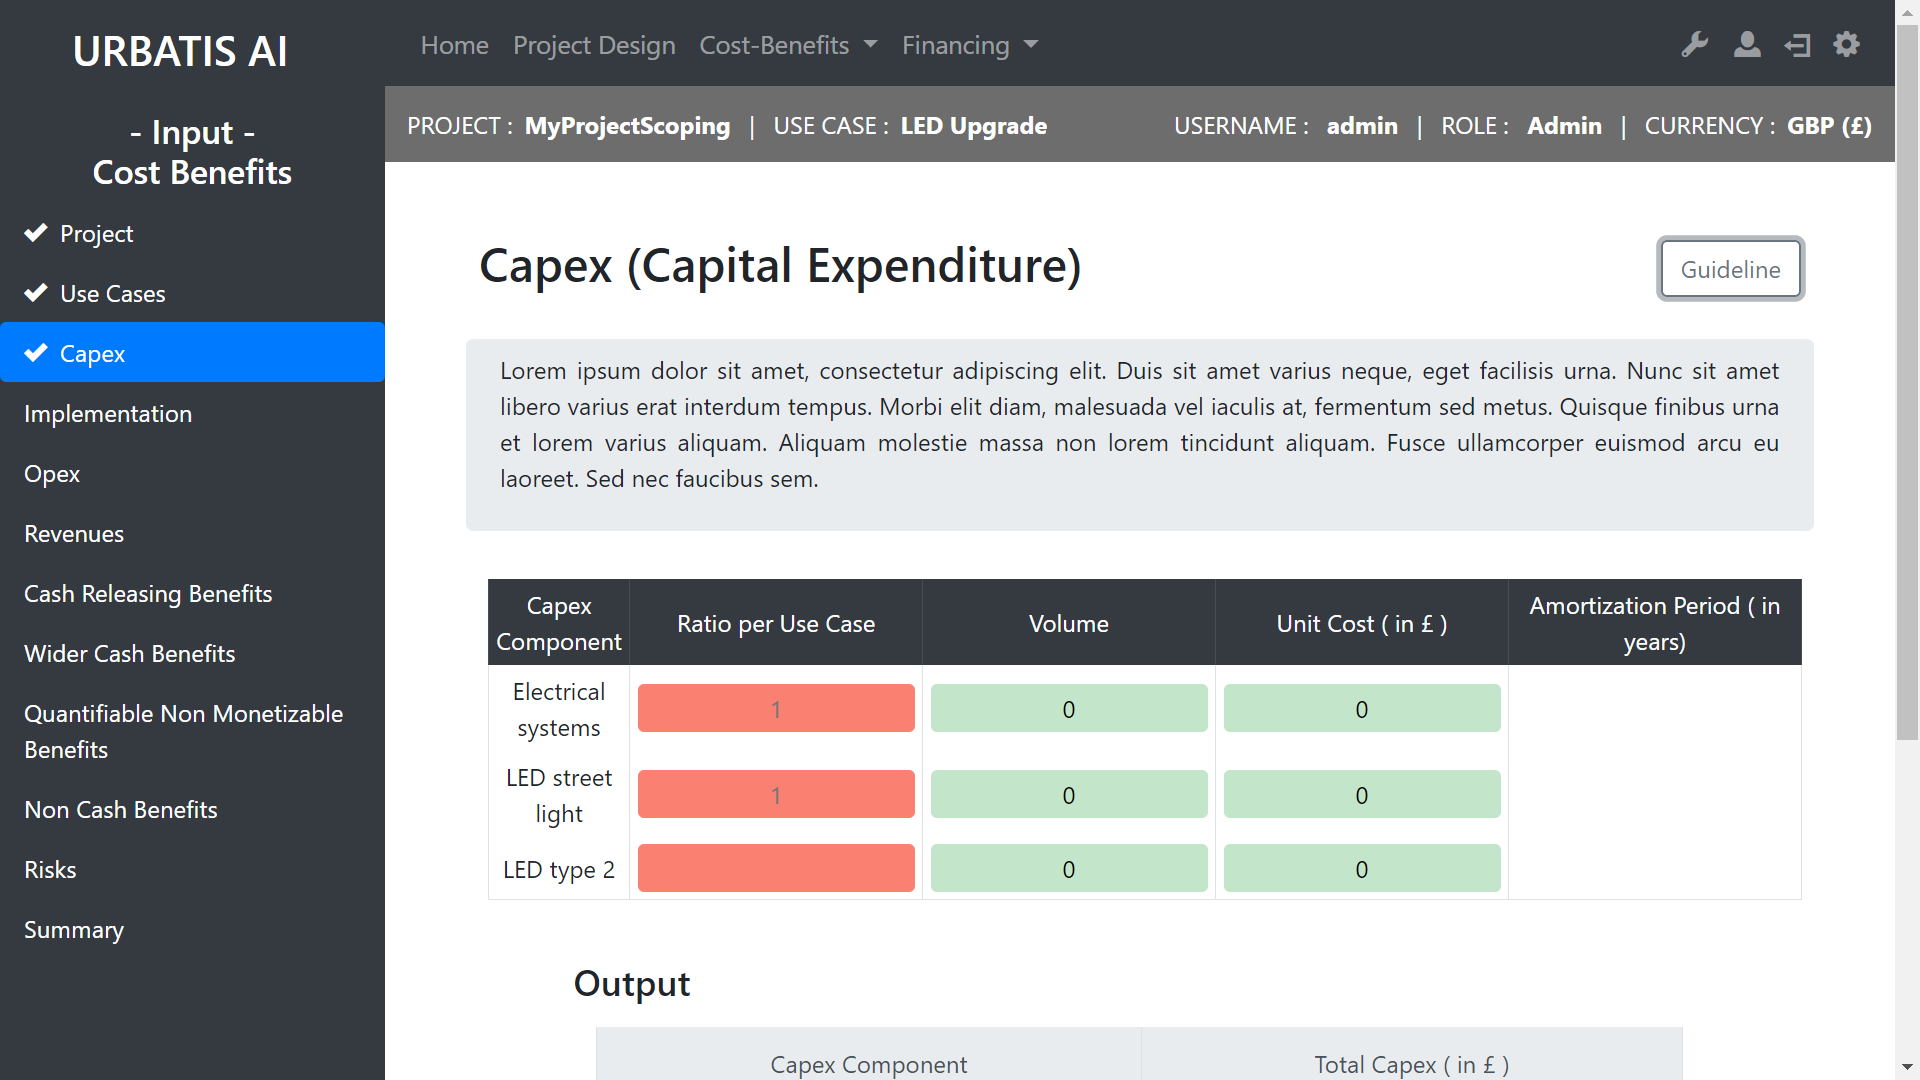 URBATIS AI
Home Project Design Cost-Benefits Financing
- Input -
Cost Benefits
PROJECT : MyProjectScoping | USE CASE : LED Upgrade
USERNAME : admin | ROLE : Admin | CURRENCY : GBP (£)
Project
Use Cases
Capex
Implementation
Opex
Revenues
Cash Releasing Benefits
Wider Cash Benefits
Quantifiable Non Monetizable
Benefits
Non Cash Benefits
Risks
Summary
Capex (Capital Expenditure)
Guideline
Lorem ipsum dolor sit amet, consectetur adipiscing elit. Duis sit amet varius neque, eget facilisis urna. Nunc sit amet
libero varius erat interdum tempus. Morbi elit diam, malesuada vel iaculis at, fermentum sed metus. Quisque finibus urna
et lorem varius aliquam. Aliquam molestie massa non lorem tincidunt aliquam. Fusce ullamcorper euismod arcu eu
laoreet. Sed nec faucibus sem.
Capex
Component
Ratio per Use Case
Volume
Unit Cost ( in £ )
Amortization Period ( in
years)
Electrical
systems
1
0
0
LED street
light
1
0
0
LED type 2
0
0
Output
Capex Component
Total Capex ( in £ )